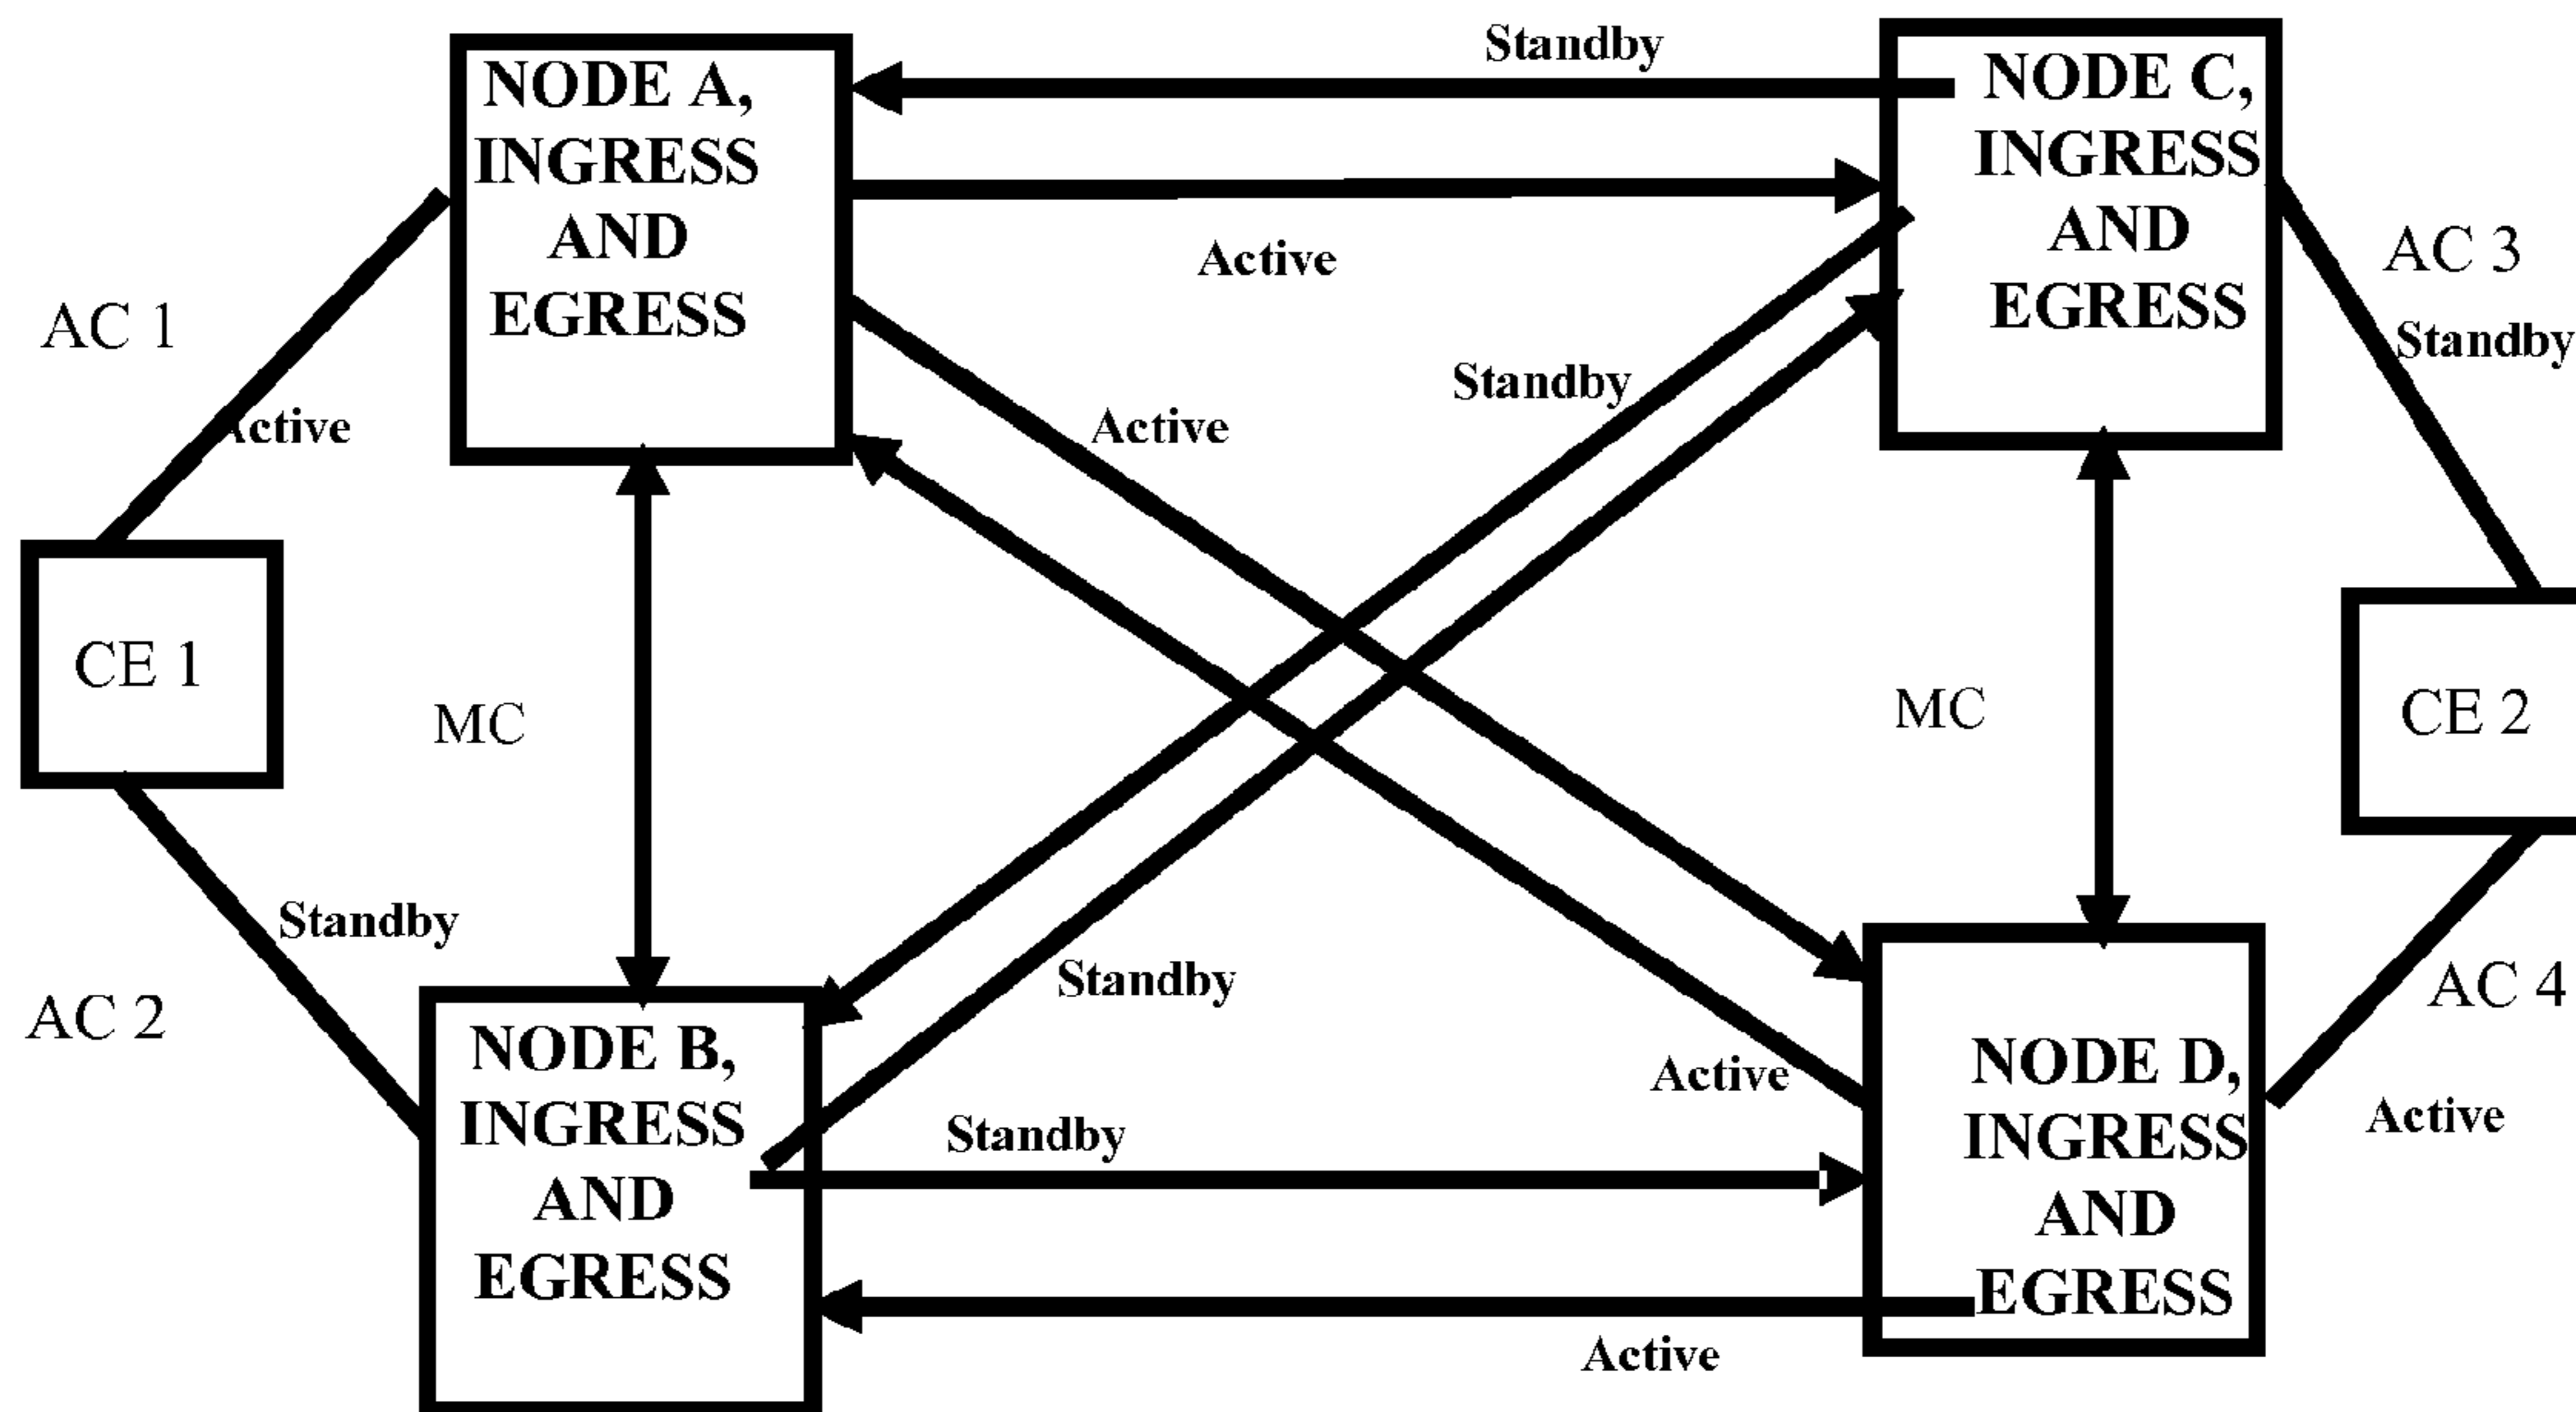 Standby
NODE A,
INGRESS
AND
EGRESS
NODE C,
INGRESS
AND
EGRESS
Active
AC 1
AC 3
Standby
Standby
Active
Active
CE 1
MC
MC
CE 2
Standby
Standby
AC 2
AC 4
NODE B,
INGRESS
AND
EGRESS
Active
Standby
NODE D,
INGRESS
AND
EGRESS
Active
Active